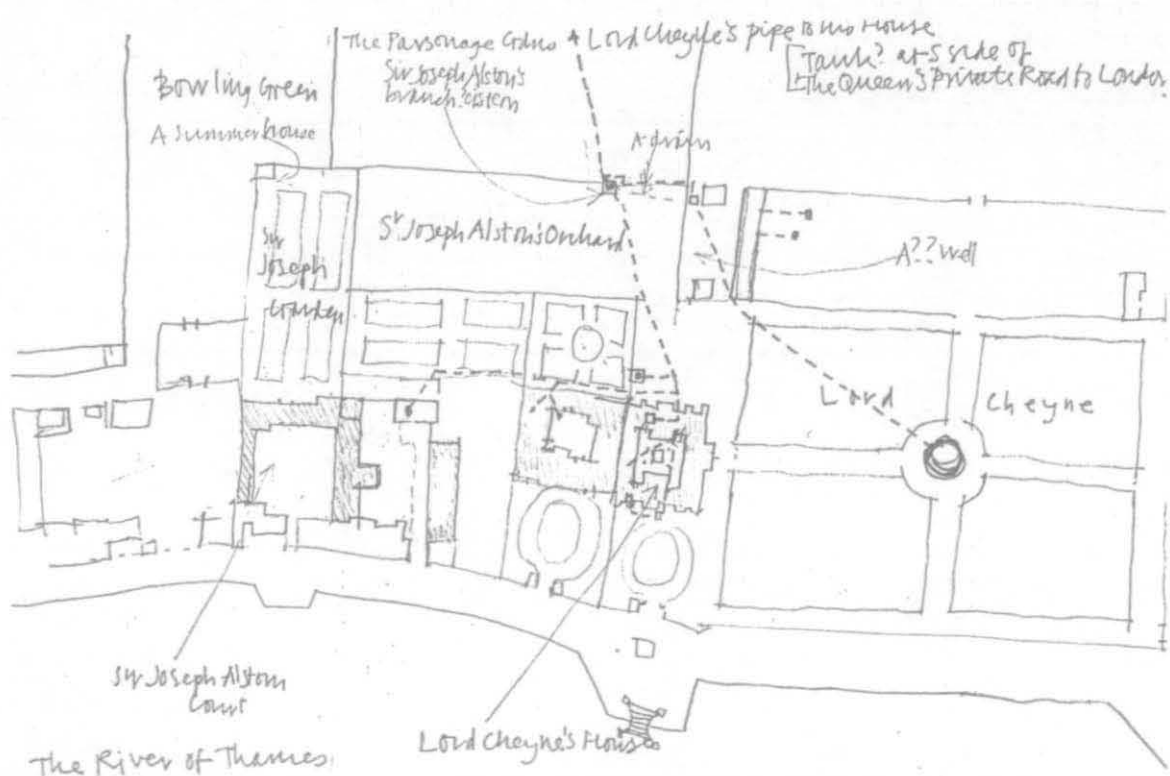 The Parsonage & Lord Cheyne's pipe to his House
[Tank? at S side of
The Queen's Private Road to London.
Sir Joseph Alston's
branch? cistern
Bowling Green
A Summerhouse
A drain
Sr Joseph Alston's Orchard
A?? Well
Sir
Joseph
Garden
Lord Cheyne
Sir Joseph Alston
Court
Lord Cheyne's House
The River of Thames